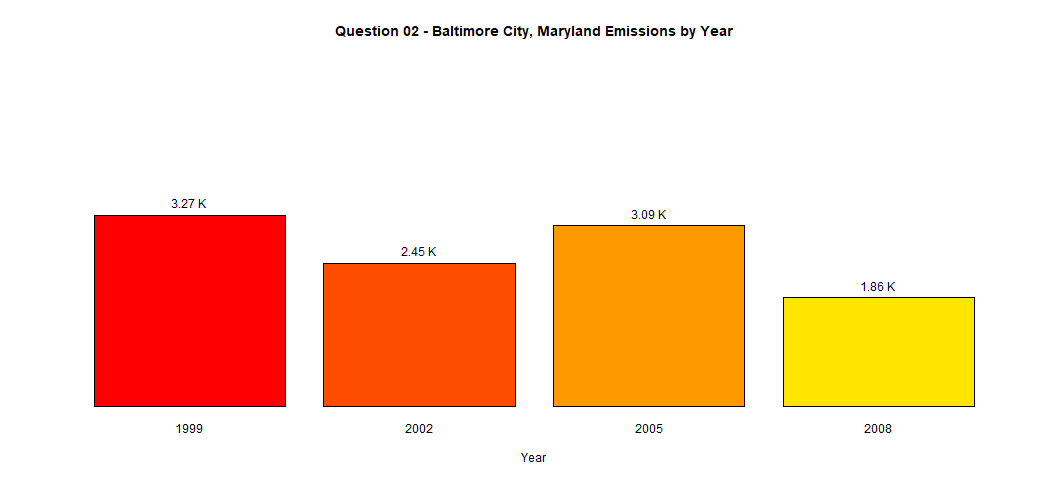 Question 02 - Baltimore City, Maryland Emissions by Year
3.27 K
2.45 K
3.09 K
1.86 K
1999
2002
2005
2008
Year